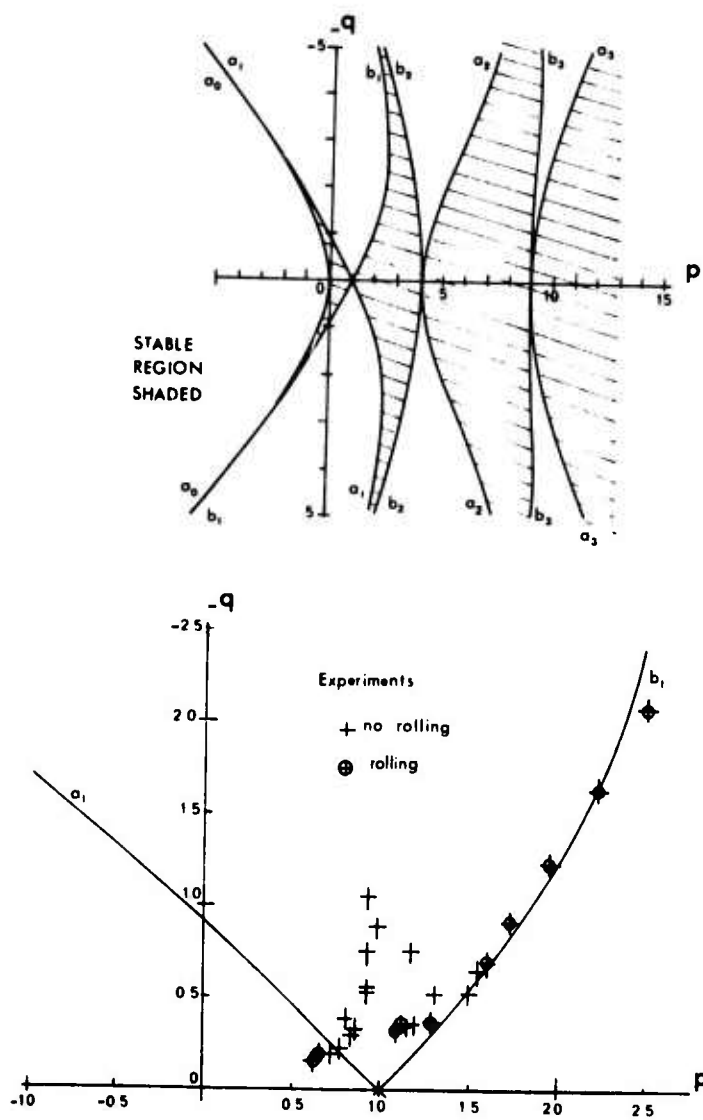 -q
-5
a₁
a₀
b₁
b₂
a₂
b₃
a₃
p
0
5
10
15
STABLE
REGION
SHADED
a₀
b₁
5
a₁
b₂
a₂
b₃
a₃
-q
-2 5
2 0
1 5
1 0
0 5
0
Experiments
+ no rolling
rolling
a₁
b₁
-1 0
-0 5
0 5
1 0
1 5
2 0
2 5
p